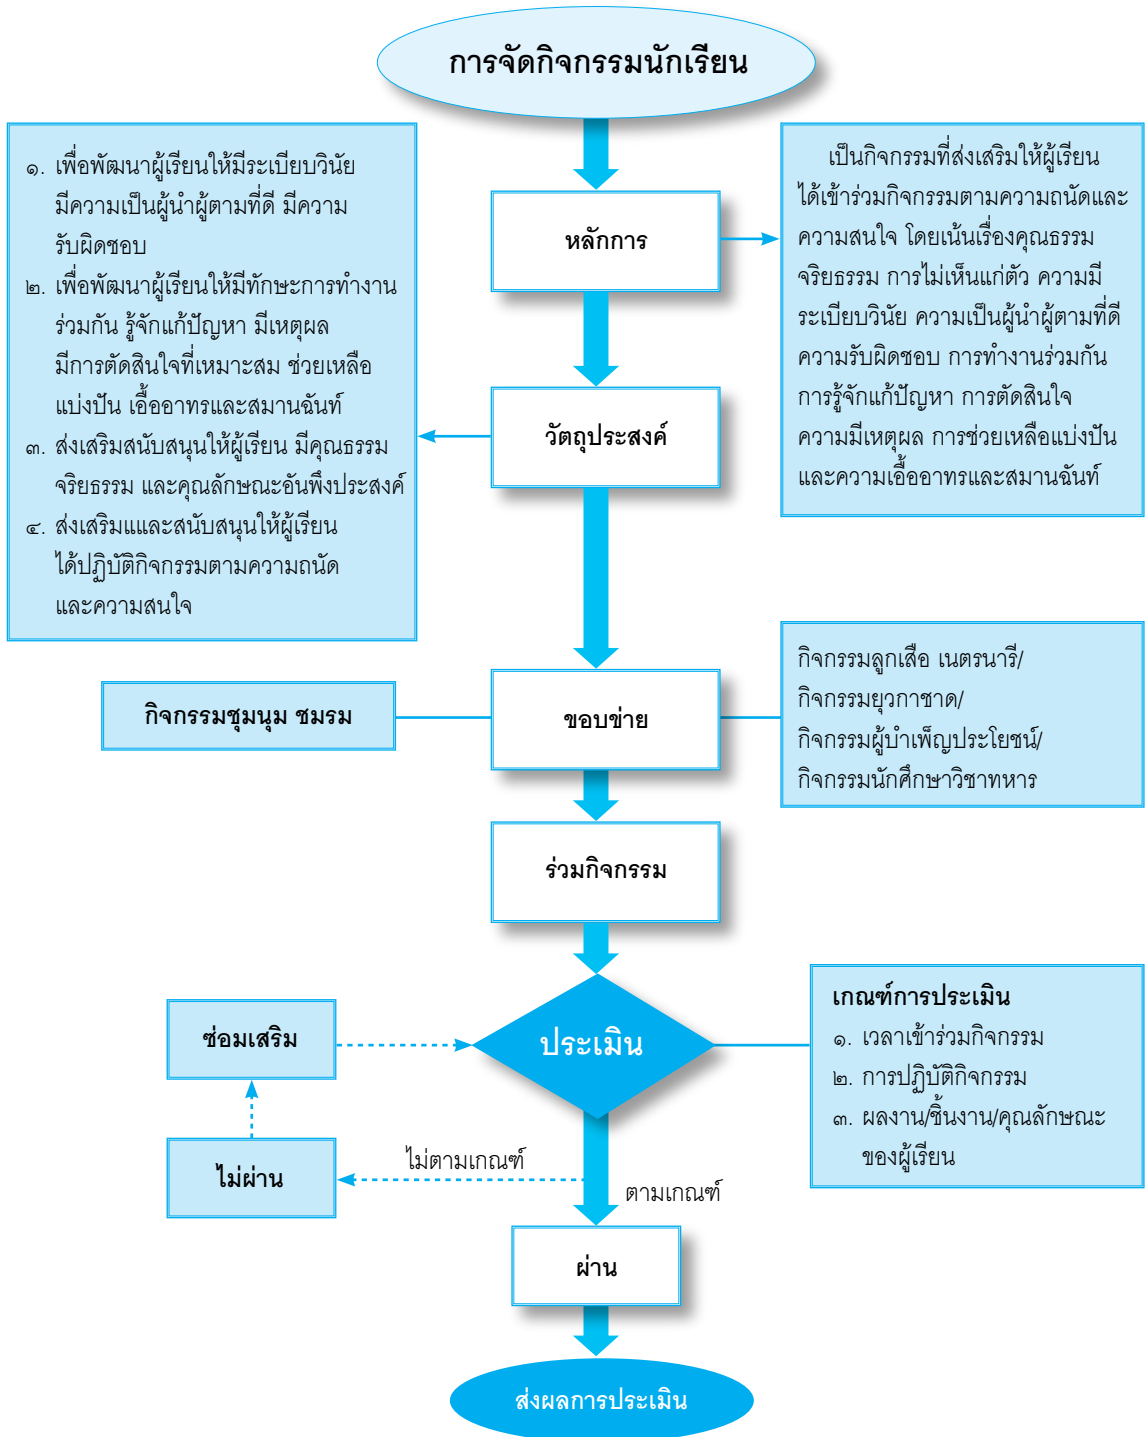 การจัดกิจกรรมนักเรียน
๑. เพื่อพัฒนาผู้เรียนให้มีระเบียบวินัย
มีความเป็นผู้นำผู้ตามที่ดี มีความ
รับผิดชอบ
๒. เพื่อพัฒนาผู้เรียนให้มีทักษะการทำงาน
ร่วมกัน รู้จักแก้ปัญหา มีเหตุผล
มีการตัดสินใจที่เหมาะสม ช่วยเหลือ
แบ่งปัน เอื้ออาทรและสมานฉันท์
๓. ส่งเสริมสนับสนุนให้ผู้เรียน มีคุณธรรม
จริยธรรม และคุณลักษณะอันพึงประสงค์
๔. ส่งเสริมแและสนับสนุนให้ผู้เรียน
ได้ปฏิบัติกิจกรรมตามความถนัด
และความสนใจ
หลักการ
เป็นกิจกรรมที่ส่งเสริมให้ผู้เรียน
ได้เข้าร่วมกิจกรรมตามความถนัดและ
ความสนใจ โดยเน้นเรื่องคุณธรรม
จริยธรรม การไม่เห็นแก่ตัว ความมี
ระเบียบวินัย ความเป็นผู้นำผู้ตามที่ดี
ความรับผิดชอบ การทำงานร่วมกัน
การรู้จักแก้ปัญหา การตัดสินใจ
ความมีเหตุผล การช่วยเหลือแบ่งปัน
และความเอื้ออาทรและสมานฉันท์
วัตถุประสงค์
กิจกรรมชุมนุม ชมรม
ขอบข่าย
กิจกรรมลูกเสือ เนตรนารี/
กิจกรรมยุวกาชาด/
กิจกรรมผู้บำเพ็ญประโยชน์/
กิจกรรมนักศึกษาวิชาทหาร
ร่วมกิจกรรม
ซ่อมเสริม
ประเมิน
เกณฑ์การประเมิน
๑. เวลาเข้าร่วมกิจกรรม
๒. การปฏิบัติกิจกรรม
๓. ผลงาน/ชิ้นงาน/คุณลักษณะ
ของผู้เรียน
ไม่ผ่าน
ไม่ตามเกณฑ์
ตามเกณฑ์
ผ่าน
ส่งผลการประเมิน